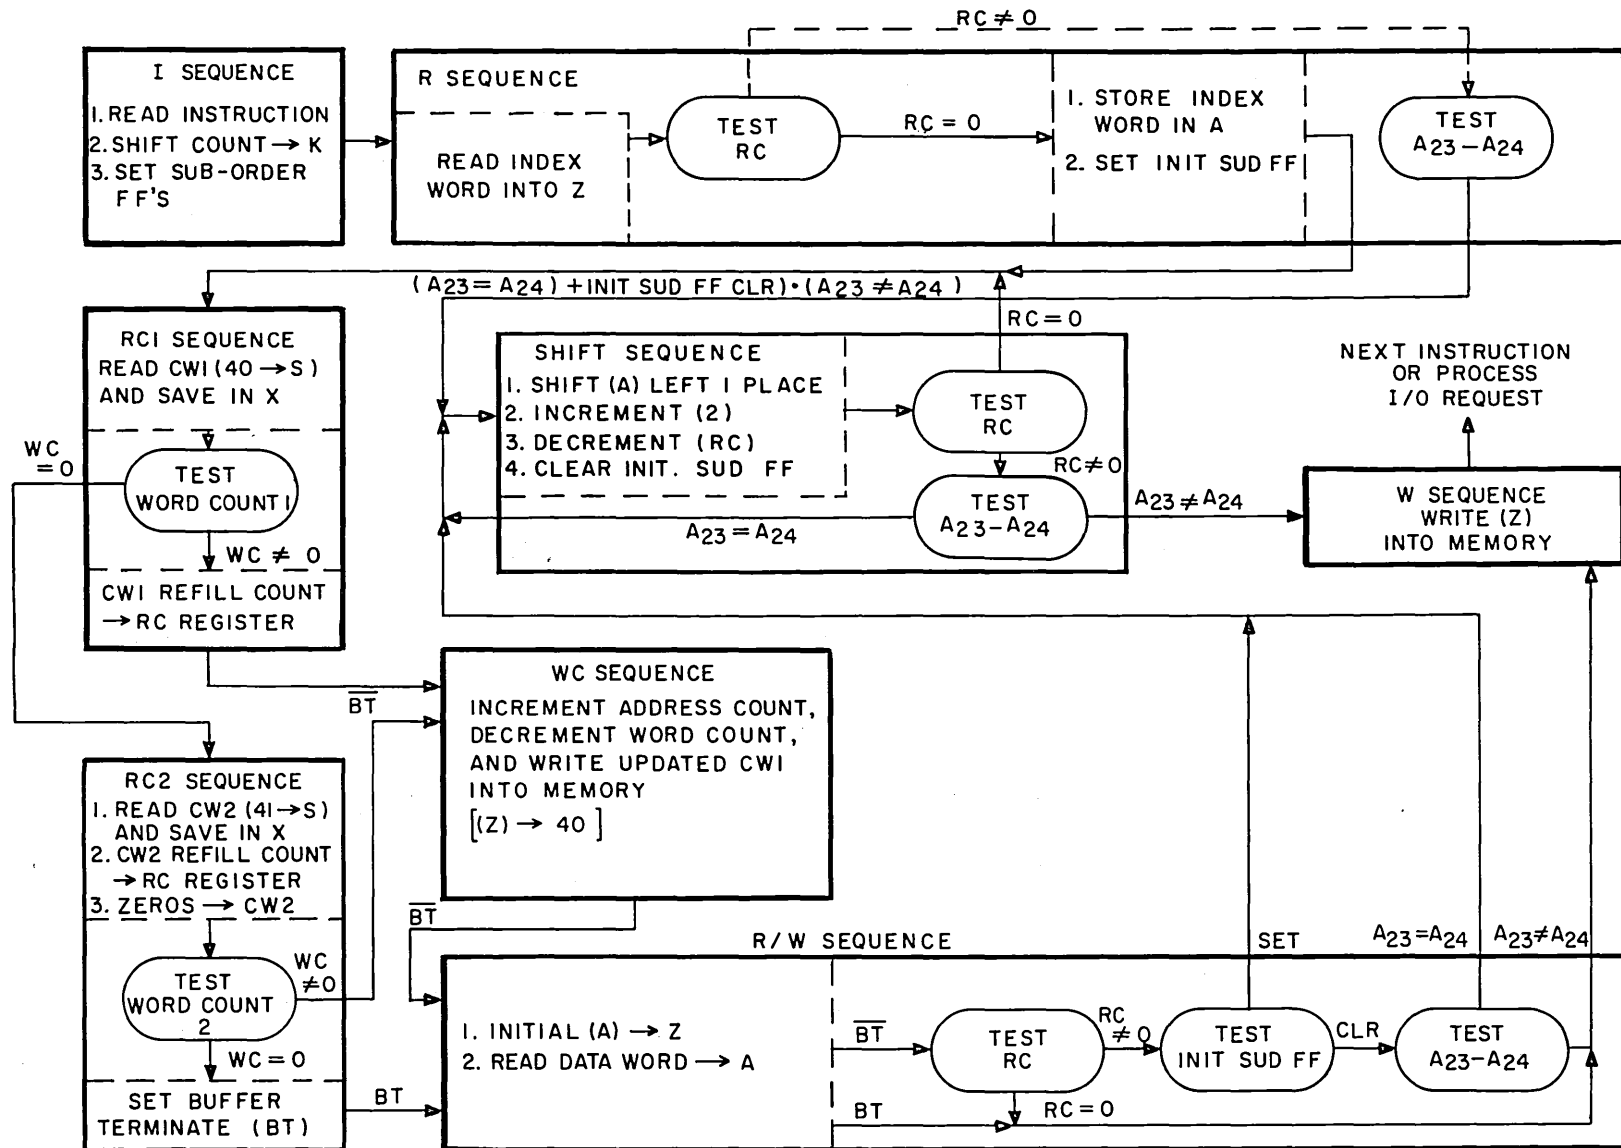 RC ≠ 0
I SEQUENCE
1. READ INSTRUCTION
2. SHIFT COUNT → K
3. SET SUB-ORDER
FF'S
R SEQUENCE
READ INDEX
WORD INTO Z
TEST
RC
RC = 0
1. STORE INDEX
WORD IN A
2. SET INIT SUD FF
TEST
A23–A24
(A23 = A24) + INIT SUD FF CLR) • (A23 ≠ A24)
RC1 SEQUENCE
READ CW1 (40 → S)
AND SAVE IN X
WC
= 0
TEST
WORD COUNT 1
WC ≠ 0
CW1 REFILL COUNT
→ RC REGISTER
RC = 0
SHIFT SEQUENCE
1. SHIFT (A) LEFT 1 PLACE
2. INCREMENT (2)
3. DECREMENT (RC)
4. CLEAR INIT. SUD FF
TEST
RC
RC ≠ 0
TEST
A23–A24
A23 = A24
A23 ≠ A24
NEXT INSTRUCTION
OR PROCESS
I/O REQUEST
W SEQUENCE
WRITE (Z)
INTO MEMORY
BT
WC SEQUENCE
INCREMENT ADDRESS COUNT,
DECREMENT WORD COUNT,
AND WRITE UPDATED CW1
INTO MEMORY
[(Z) → 40 ]
RC2 SEQUENCE
1. READ CW2 (41 → S)
AND SAVE IN X
2. CW2 REFILL COUNT
→ RC REGISTER
3. ZEROS → CW2
TEST
WORD COUNT
2
WC
≠ 0
WC = 0
SET BUFFER
TERMINATE (BT)
BT
BT
R/W SEQUENCE
SET
A23 = A24
A23 ≠ A24
1. INITIAL (A) → Z
2. READ DATA WORD → A
BT
TEST
RC
RC
≠ 0
TEST
INIT SUD FF
CLR
TEST
A23–A24
BT
RC = 0